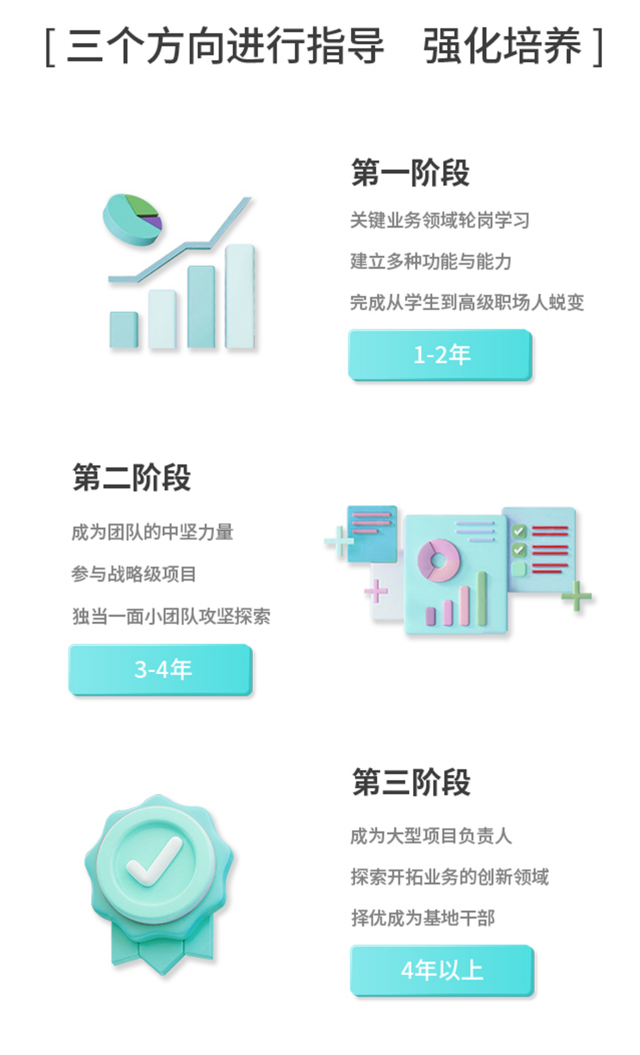 [ 三个方向进行指导 强化培养 ]
第一阶段
关键业务领域轮岗学习
建立多种功能与能力
完成从学生到高级职场人蜕变
1-2年
第二阶段
成为团队的中坚力量
参与战略级项目
独当一面小团队攻坚探索
3-4年
第三阶段
成为大型项目负责人
探索开拓业务的创新领域
择优成为基地干部
4年以上